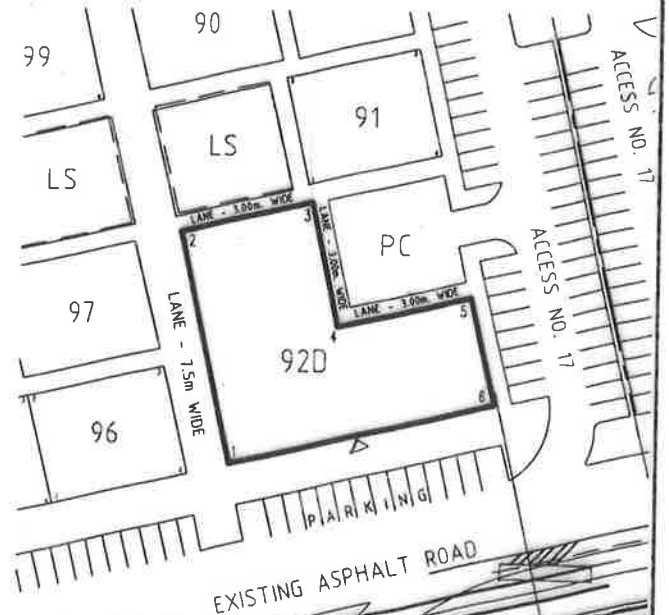 90
99
91
LS
LS
ACCESS NO. 17
LANE - 3.00m. WIDE
2
3
LANE - 3.00m. WIDE
PC
ACCESS NO. 17
LANE - 3.00m. WIDE
4
5
97
LANE - 7.5m WIDE
92D
96
6
1
PARKING
EXISTING ASPHALT ROAD